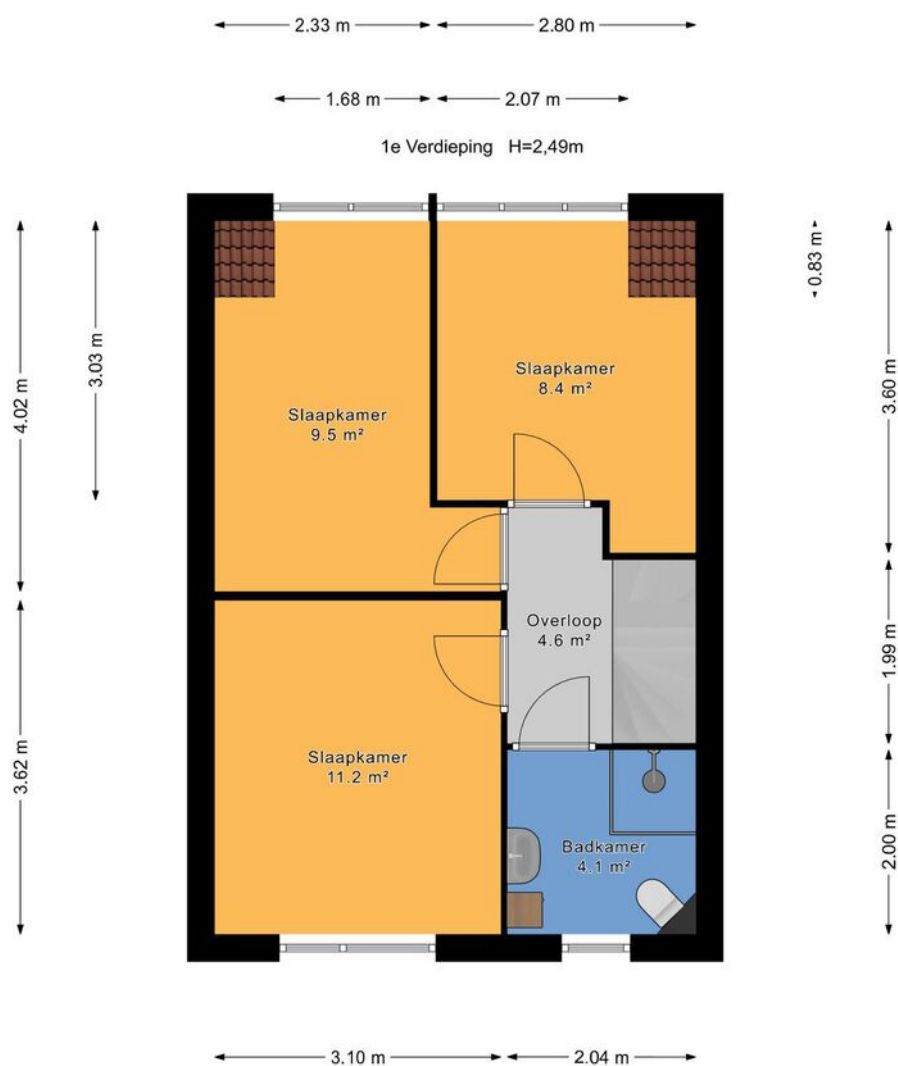 2.33 m 2.80 m
1.68 m 2.07 m
1e Verdieping H=2,49m
0.83 m
3.03 m
4.02 m
3.60 m
Slaapkamer
8.4 m²
Slaapkamer
9.5 m²
Overloop
4.6 m²
1.99 m
3.62 m
Slaapkamer
11.2 m²
Badkamer
4.1 m²
2.00 m
3.10 m 2.04 m